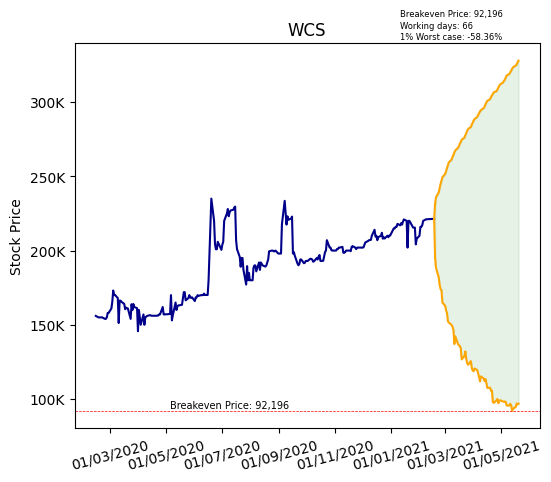 Breakeven Price: 92,196
Working days: 66
1% Worst case: -58.36%
WCS
Stock Price
300K
250K
200K
150K
100K
Breakeven Price: 92,196
01/03/2020 01/05/2020 01/07/2020 01/09/2020 01/11/2020 01/01/2021 01/03/2021 01/05/2021